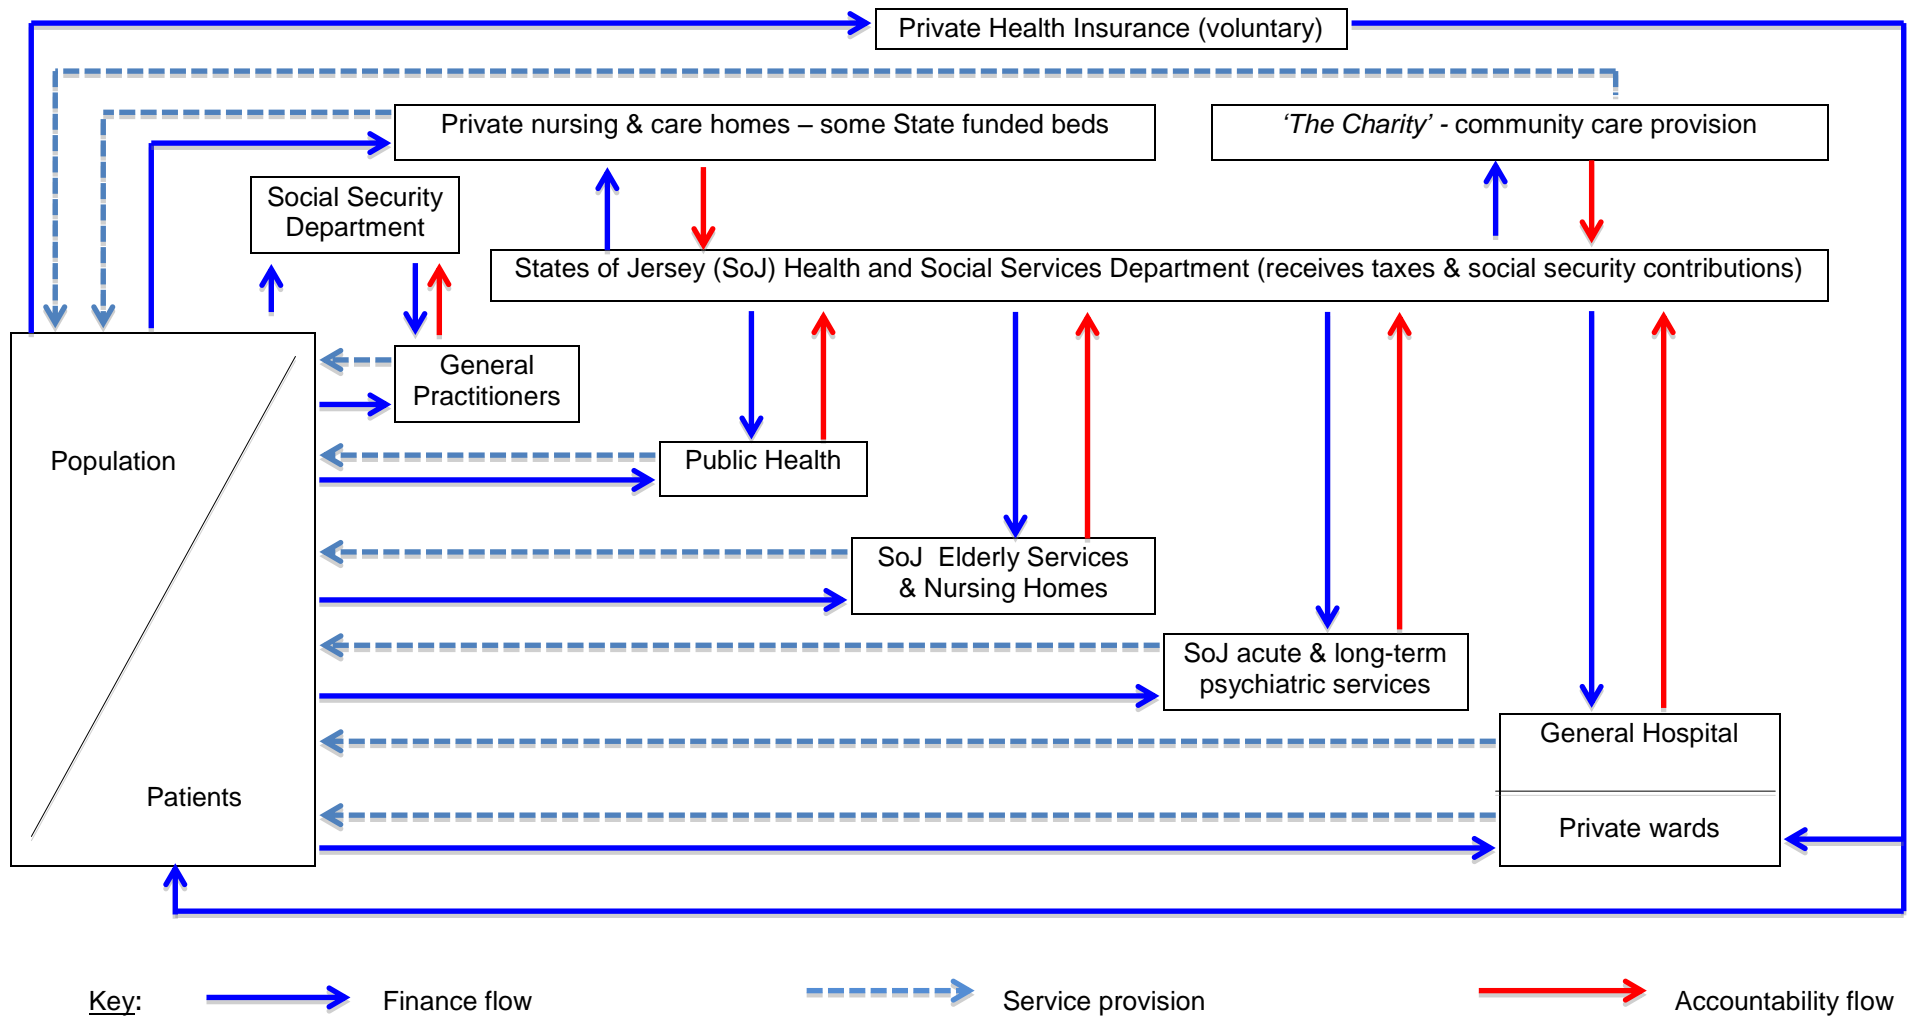 Private Health Insurance (voluntary)
Private nursing & care homes – some State funded beds
‘The Charity’ - community care provision
Social Security
Department
States of Jersey (SoJ) Health and Social Services Department (receives taxes & social security contributions)
General
Practitioners
Population
Public Health
SoJ  Elderly Services
& Nursing Homes
SoJ acute & long-term
psychiatric services
General Hospital
Patients
Private wards
Key:
Finance flow
Service provision
Accountability flow